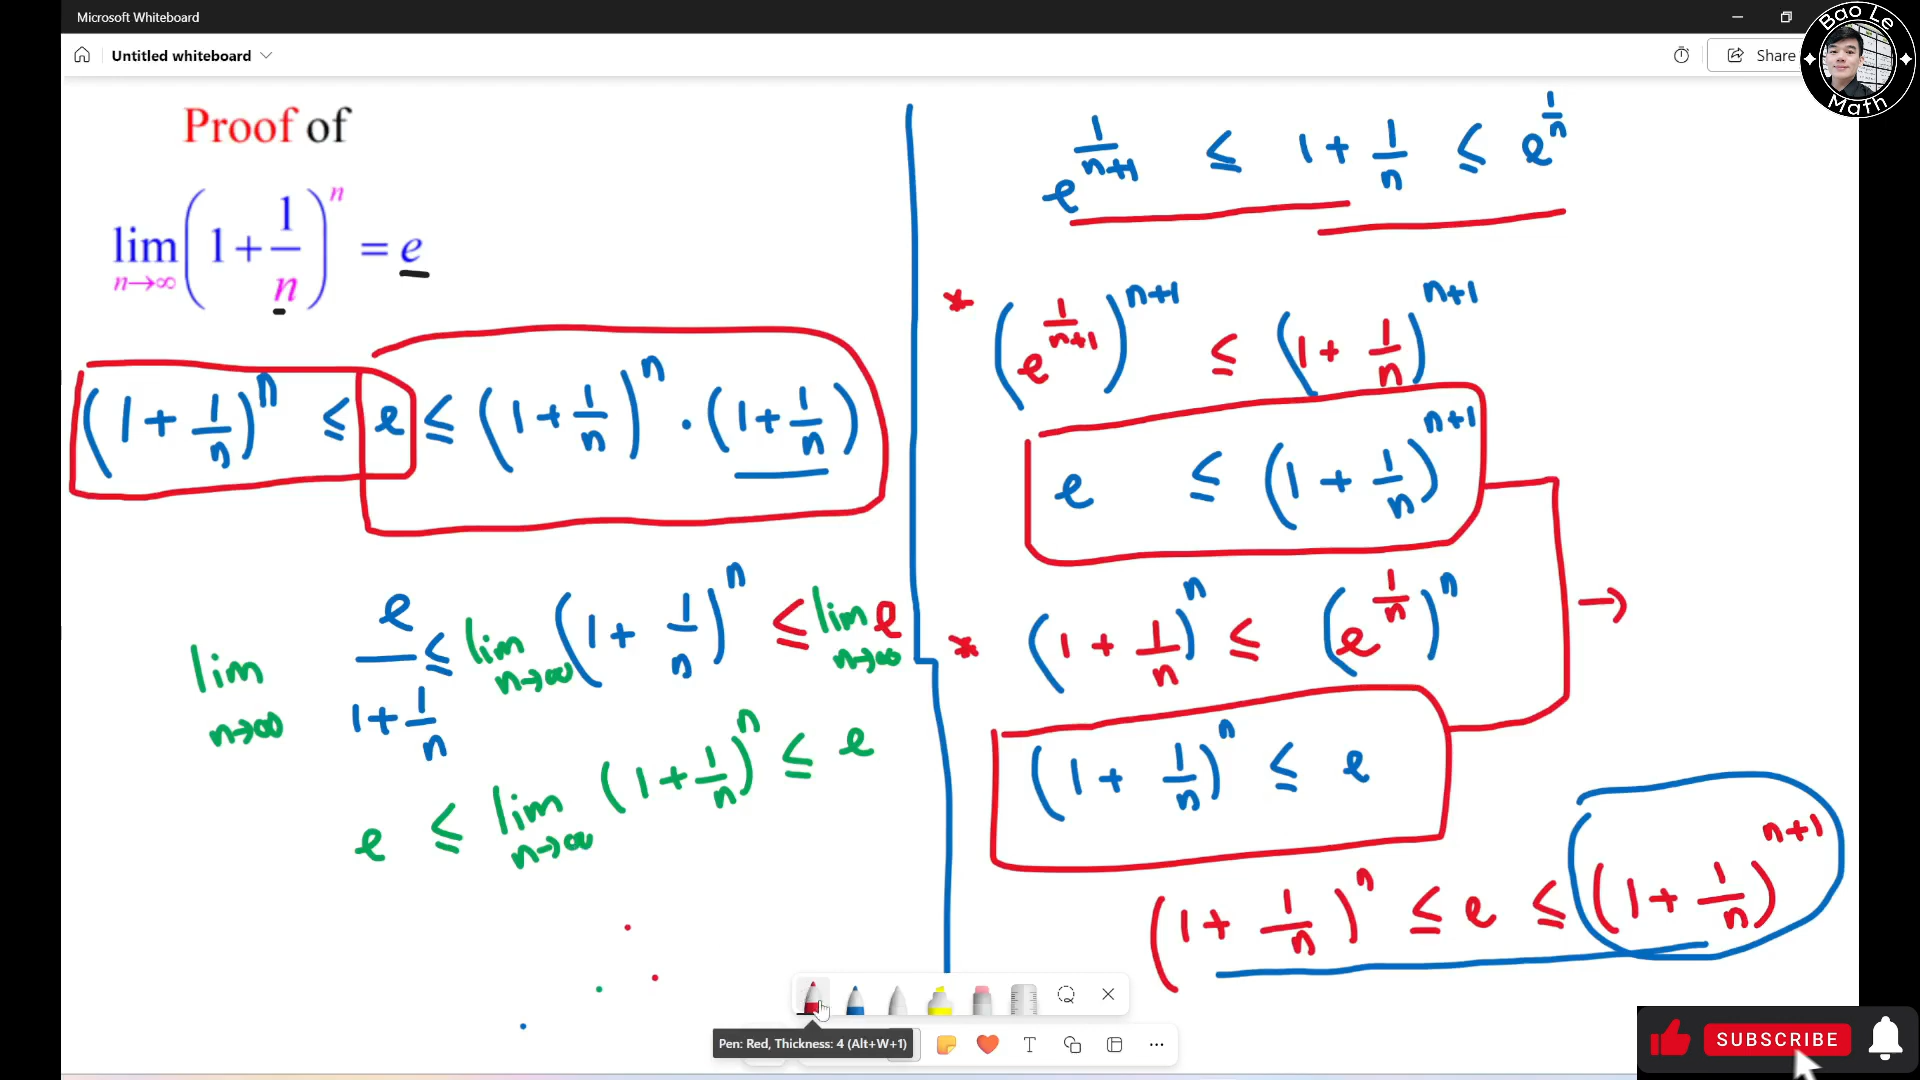 Microsoft Whiteboard
Untitled whiteboard
Share
Bao Le
Math
Proof of
lim n→∞ (1 + 1/n)^n = e
(1 + 1/n)^n ≤ e ≤ (1 + 1/n)^n · (1 + 1/n)
lim n→∞ e/(1 + 1/n) ≤ lim n→∞ (1 + 1/n)^n ≤ lim n→∞ e
e ≤ lim n→∞ (1 + 1/n)^n ≤ e
e^(1/(n+1)) ≤ 1 + 1/n ≤ e^(1/n)
* (e^(1/(n+1)))^(n+1) ≤ (1 + 1/n)^(n+1)
e ≤ (1 + 1/n)^(n+1)
* (1 + 1/n)^n ≤ (e^(1/n))^n →
(1 + 1/n)^n ≤ e
(1 + 1/n)^n ≤ e ≤ (1 + 1/n)^(n+1)
Pen: Red, Thickness: 4 (Alt+W+1)
T
SUBSCRIBE